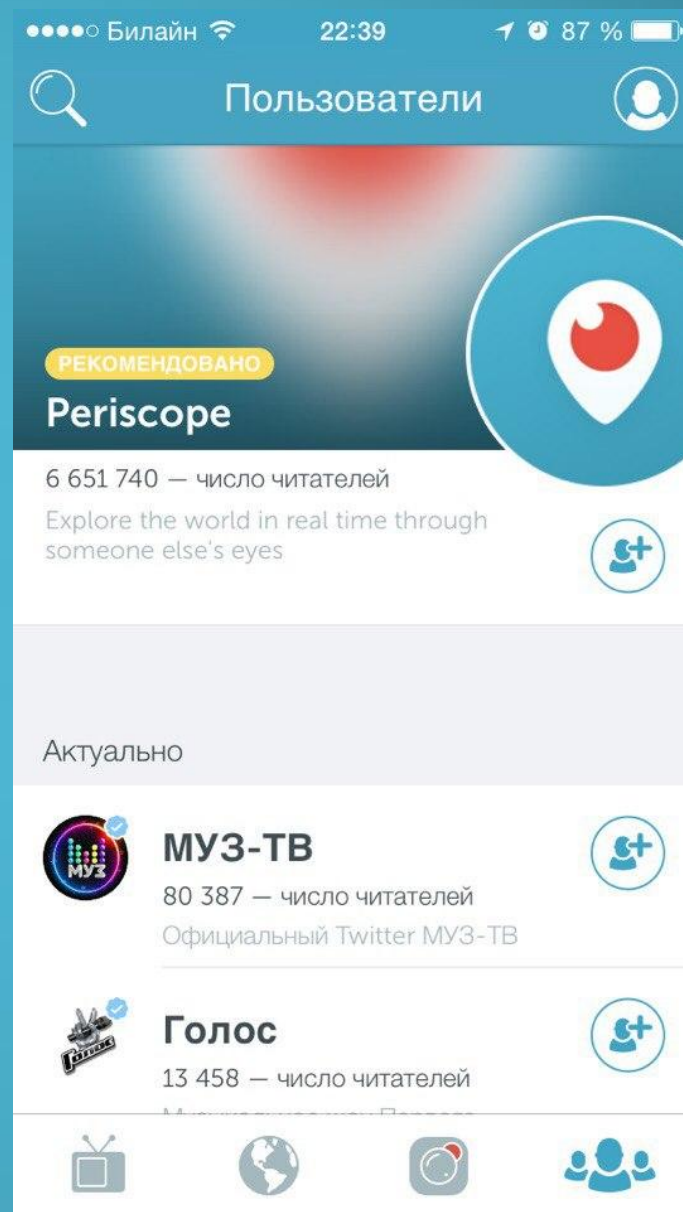 Билайн 22:39 87 %
Пользователи
РЕКОМЕНДОВАНО
Periscope
6 651 740 — число читателей
Explore the world in real time through
someone else's eyes
Актуально
МУЗ
МУЗ-ТВ
80 387 — число читателей
Официальный Twitter МУЗ-ТВ
Голос
Голос
13 458 — число читателей